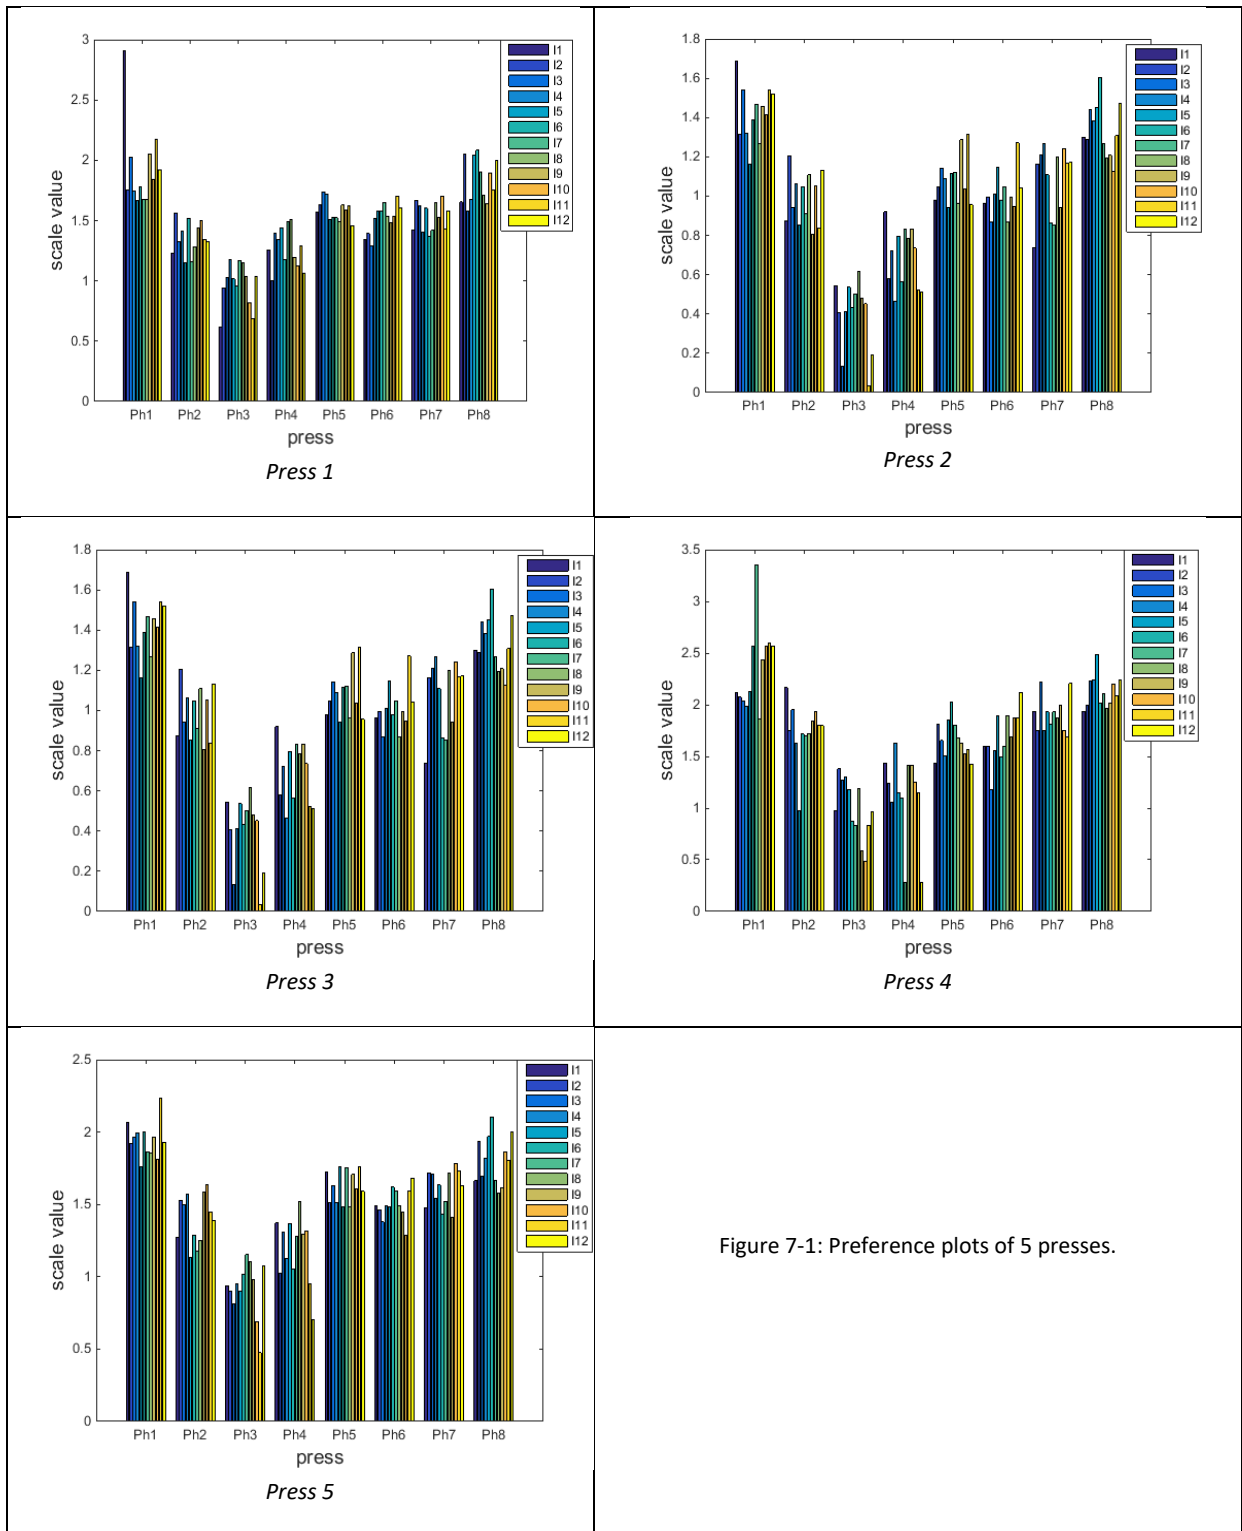 3
2.5
2
1.5
1
0.5
0
scale value
Ph1 Ph2 Ph3 Ph4 Ph5 Ph6 Ph7 Ph8
press
I1
I2
I3
I4
I5
I6
I7
I8
I9
I10
I11
I12
Press 1
1.8
1.6
1.4
1.2
1
0.8
0.6
0.4
0.2
0
scale value
Ph1 Ph2 Ph3 Ph4 Ph5 Ph6 Ph7 Ph8
press
I1
I2
I3
I4
I5
I6
I7
I8
I9
I10
I11
I12
Press 2
1.8
1.6
1.4
1.2
1
0.8
0.6
0.4
0.2
0
scale value
Ph1 Ph2 Ph3 Ph4 Ph5 Ph6 Ph7 Ph8
press
I1
I2
I3
I4
I5
I6
I7
I8
I9
I10
I11
I12
Press 3
3.5
3
2.5
2
1.5
1
0.5
0
scale value
Ph1 Ph2 Ph3 Ph4 Ph5 Ph6 Ph7 Ph8
press
I1
I2
I3
I4
I5
I6
I7
I8
I9
I10
I11
I12
Press 4
2.5
2
1.5
1
0.5
0
scale value
Ph1 Ph2 Ph3 Ph4 Ph5 Ph6 Ph7 Ph8
press
I1
I2
I3
I4
I5
I6
I7
I8
I9
I10
I11
I12
Press 5
Figure 7-1: Preference plots of 5 presses.